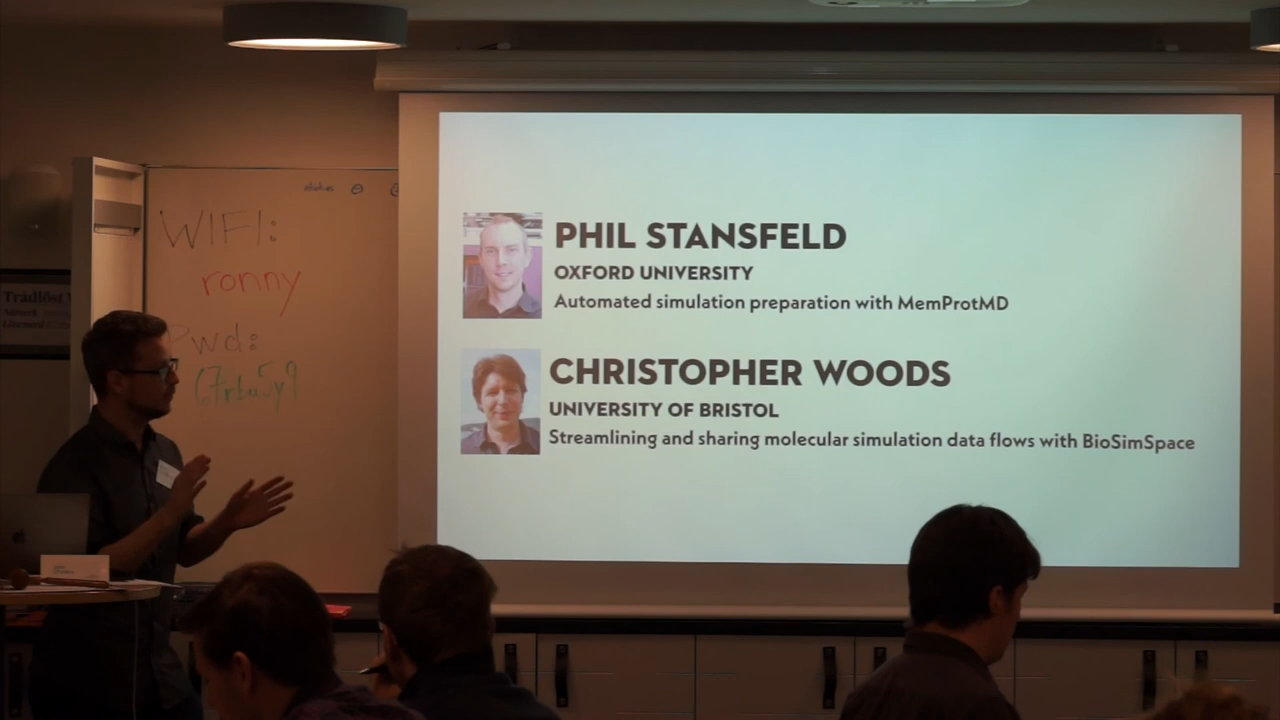 WIFI:
ronny
Pwd:
Trådlöst
PHIL STANSFELD
OXFORD UNIVERSITY
Automated simulation preparation with MemProtMD
CHRISTOPHER WOODS
UNIVERSITY OF BRISTOL
Streamlining and sharing molecular simulation data flows with BioSimSpace